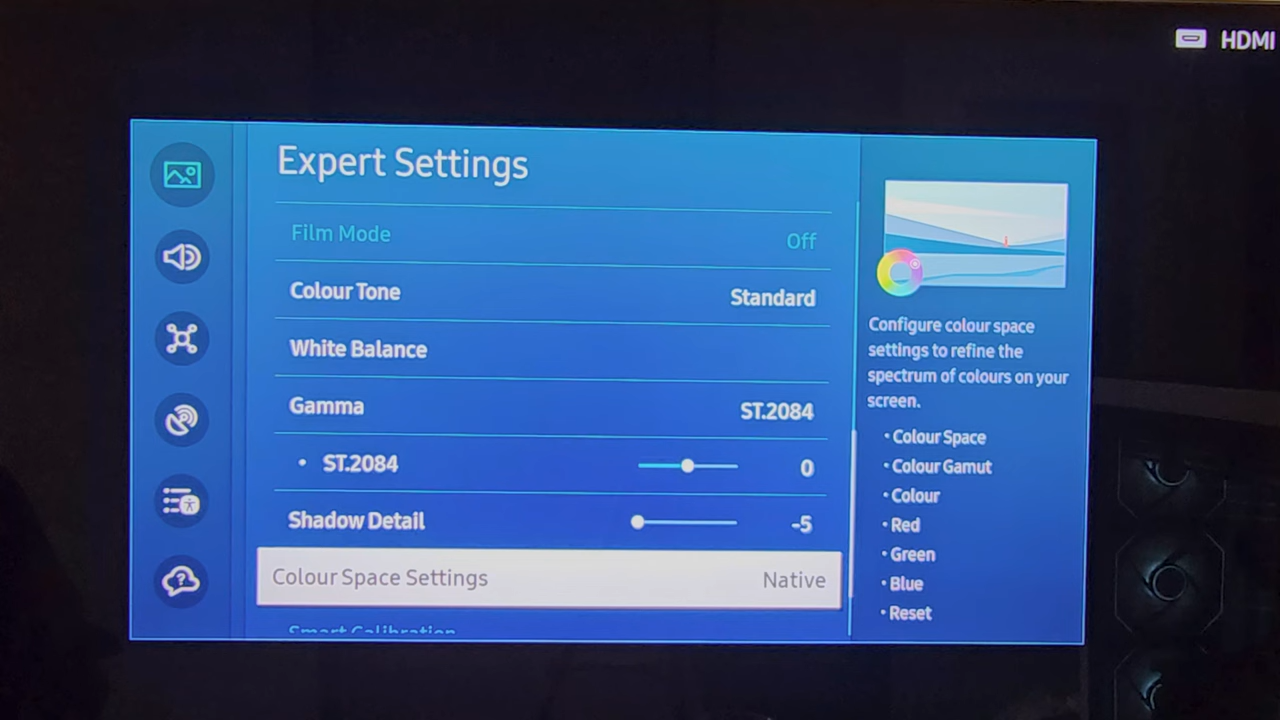 HDMI
Expert Settings
Film Mode Off
Colour Tone Standard
White Balance
Gamma ST.2084
• ST.2084 0
Shadow Detail -5
Colour Space Settings Native
Smart Calibration
Configure colour space
settings to refine the
spectrum of colours on your
screen.
• Colour Space
• Colour Gamut
• Colour
• Red
• Green
• Blue
• Reset